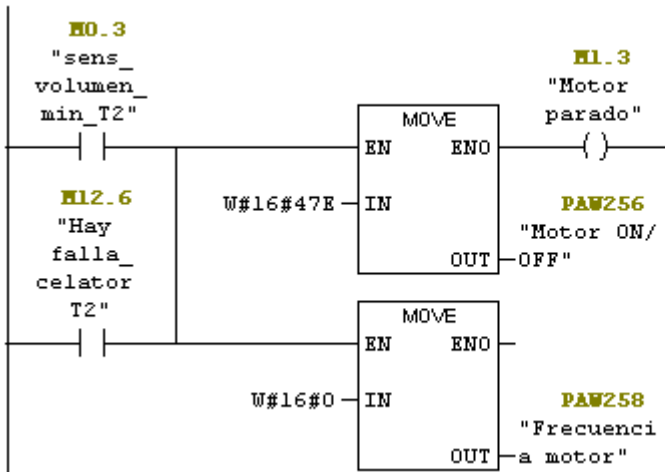 M0.3
"sens_
volumen_
min_T2"
M1.3
"Motor
parado"
MOVE
EN ENO
W#16#47E IN
PAW256
"Motor ON/
OUT OFF"
M12.6
"Hay
falla_
celator
T2"
MOVE
EN ENO
W#16#0 IN
PAW258
"Frecuenci
OUT a motor"